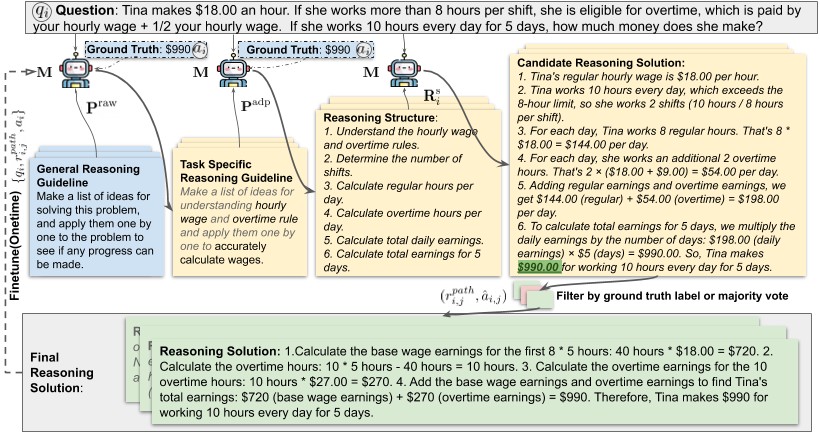 q_i Question: Tina makes $18.00 an hour. If she works more than 8 hours per shift, she is eligible for overtime, which is paid by
your hourly wage + 1/2 your hourly wage. If she works 10 hours every day for 5 days, how much money does she make?
Ground Truth: $990 a_i
Ground Truth: $990 a_i
M
M
M
P^raw
P^adp
R_i^s
General Reasoning
Guideline
Make a list of ideas for
solving this problem,
and apply them one by
one to the problem to
see if any progress can
be made.
Task Specific
Reasoning Guideline
Make a list of ideas for
understanding hourly
wage and overtime rule
and apply them one by
one to accurately
calculate wages.
Reasoning Structure:
1. Understand the hourly wage
and overtime rules.
2. Determine the number of
shifts.
3. Calculate regular hours per
day.
4. Calculate overtime hours per
day.
5. Calculate total daily earnings.
6. Calculate total earnings for 5
days.
Candidate Reasoning Solution:
1. Tina's regular hourly wage is $18.00 per hour.
2. Tina works 10 hours every day, which exceeds the
8-hour limit, so she works 2 shifts (10 hours / 8 hours
per shift).
3. For each day, Tina works 8 regular hours. That's 8 *
$18.00 = $144.00 per day.
4. For each day, she works an additional 2 overtime
hours. That's 2 × ($18.00 + $9.00) = $54.00 per day.
5. Adding regular earnings and overtime earnings, we
get $144.00 (regular) + $54.00 (overtime) = $198.00
per day.
6. To calculate total earnings for 5 days, we multiply the
daily earnings by the number of days: $198.00 (daily
earnings) × $5 (days) = $990.00. So, Tina makes
$990.00 for working 10 hours every day for 5 days.
Finetune(Onetime) {q_i, r_{i,j}^{path}, a_i}
(r_{i,j}^{path}, â_{i,j})
Filter by ground truth label or majority vote
Final
Reasoning
Solution:
Reasoning Solution: 1.Calculate the base wage earnings for the first 8 * 5 hours: 40 hours * $18.00 = $720. 2.
Calculate the overtime hours: 10 * 5 hours - 40 hours = 10 hours. 3. Calculate the overtime earnings for the 10
overtime hours: 10 hours * $27.00 = $270. 4. Add the base wage earnings and overtime earnings to find Tina's
total earnings: $720 (base wage earnings) + $270 (overtime earnings) = $990. Therefore, Tina makes $990 for
working 10 hours every day for 5 days.